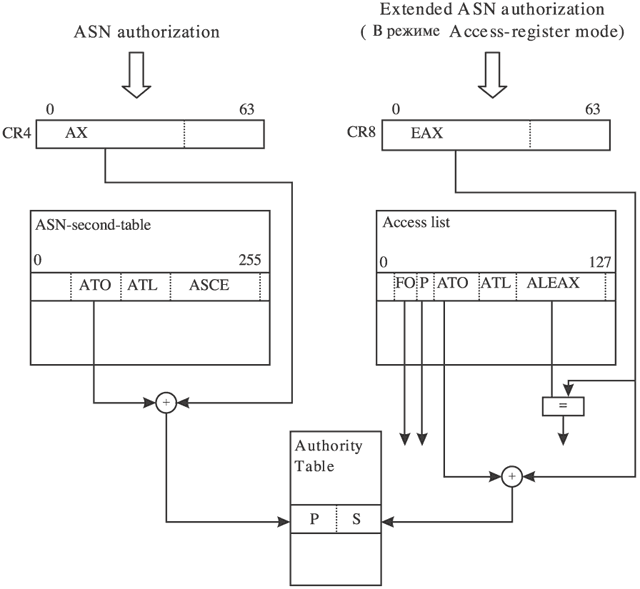 ASN authorization
Extended ASN authorization
( В режиме Access-register mode)
0 63
CR4 AX
0 63
CR8 EAX
ASN-second-table
0 255
ATO ATL ASCE
Access list
0 127
FO P ATO ATL ALEAX
+
=
Authority
Table
+
P S